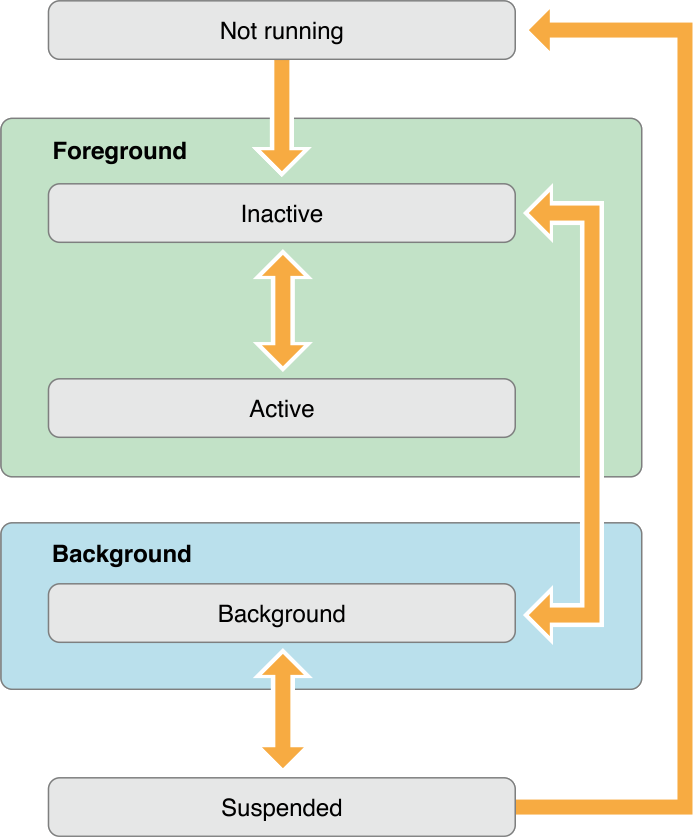 Not running
Foreground
Inactive
Active
Background
Background
Suspended